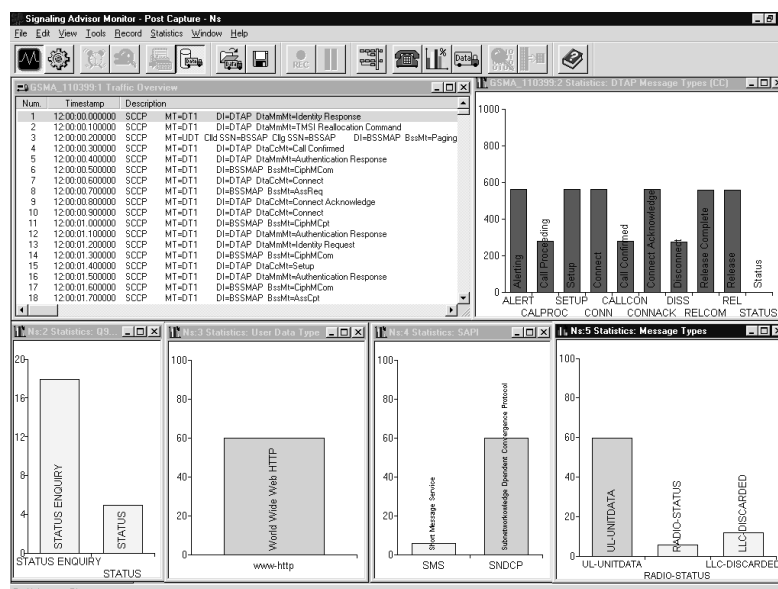 Signaling Advisor Monitor - Post Capture - Ns
File Edit View Tools Record Statistics Window Help
REC
Data
GSMA_110399:1 Traffic Overview
Num. Timestamp Description
1 12:00:00.000000 SCCP MT=DT1 DI=DTAP DtaMmMt=Identity Response
2 12:00:00.100000 SCCP MT=DT1 DI=DTAP DtaMmMt=TMSI Reallocation Command
3 12:00:00.200000 SCCP MT=UDT Clld SSN=BSSAP Cllg SSN=BSSAP DI=BSSMAP BssMt=Paging
4 12:00:00.300000 SCCP MT=DT1 DI=DTAP DtaCcMt=Call Confirmed
5 12:00:00.400000 SCCP MT=DT1 DI=DTAP DtaMmMt=Authentication Response
6 12:00:00.500000 SCCP MT=DT1 DI=BSSMAP BssMt=CiphMCom
7 12:00:00.600000 SCCP MT=DT1 DI=DTAP DtaCcMt=Connect
8 12:00:00.700000 SCCP MT=DT1 DI=BSSMAP BssMt=AssReq
9 12:00:00.800000 SCCP MT=DT1 DI=DTAP DtaCcMt=Connect Acknowledge
10 12:00:00.900000 SCCP MT=DT1 DI=DTAP DtaCcMt=Connect
11 12:00:01.000000 SCCP MT=DT1 DI=BSSMAP BssMt=CiphMCpt
12 12:00:01.100000 SCCP MT=DT1 DI=DTAP DtaMmMt=Authentication Response
13 12:00:01.200000 SCCP MT=DT1 DI=DTAP DtaMmMt=Identity Request
14 12:00:01.300000 SCCP MT=DT1 DI=BSSMAP BssMt=CiphMCom
15 12:00:01.400000 SCCP MT=DT1 DI=DTAP DtaCcMt=Setup
16 12:00:01.500000 SCCP MT=DT1 DI=DTAP DtaMmMt=Authentication Response
17 12:00:01.600000 SCCP MT=DT1 DI=BSSMAP BssMt=CiphMCom
18 12:00:01.700000 SCCP MT=DT1 DI=BSSMAP BssMt=AssCpt
GSMA_110399:2 Statistics: DTAP Message Types (CC)
1000
800
600
400
200
0
Alerting
Call Proceeding
Setup
Connect
Call Confirmed
Connect Acknowledge
Disconnect
Release Complete
Release
Status
ALERT SETUP CALLCON DISS REL
CALPROC CONN CONNACK RELCOM STATUS
Ns:2 Statistics: Q9...
20
16
12
8
4
0
STATUS ENQUIRY
STATUS
STATUS ENQUIRY
STATUS
Ns:3 Statistics: User Data Type
100
80
60
40
20
0
World Wide Web HTTP
www-http
Ns:4 Statistics: SAPI
100
80
60
40
20
0
Short Message Service
Subnetworkoledge Dpendent Convergence Protocol
SMS SNDCP
Ns:5 Statistics: Message Types
100
80
60
40
20
0
UL-UNITDATA
RADIO-STATUS
LLC-DISCARDED
UL-UNITDATA LLC-DISCARDED
RADIO-STATUS